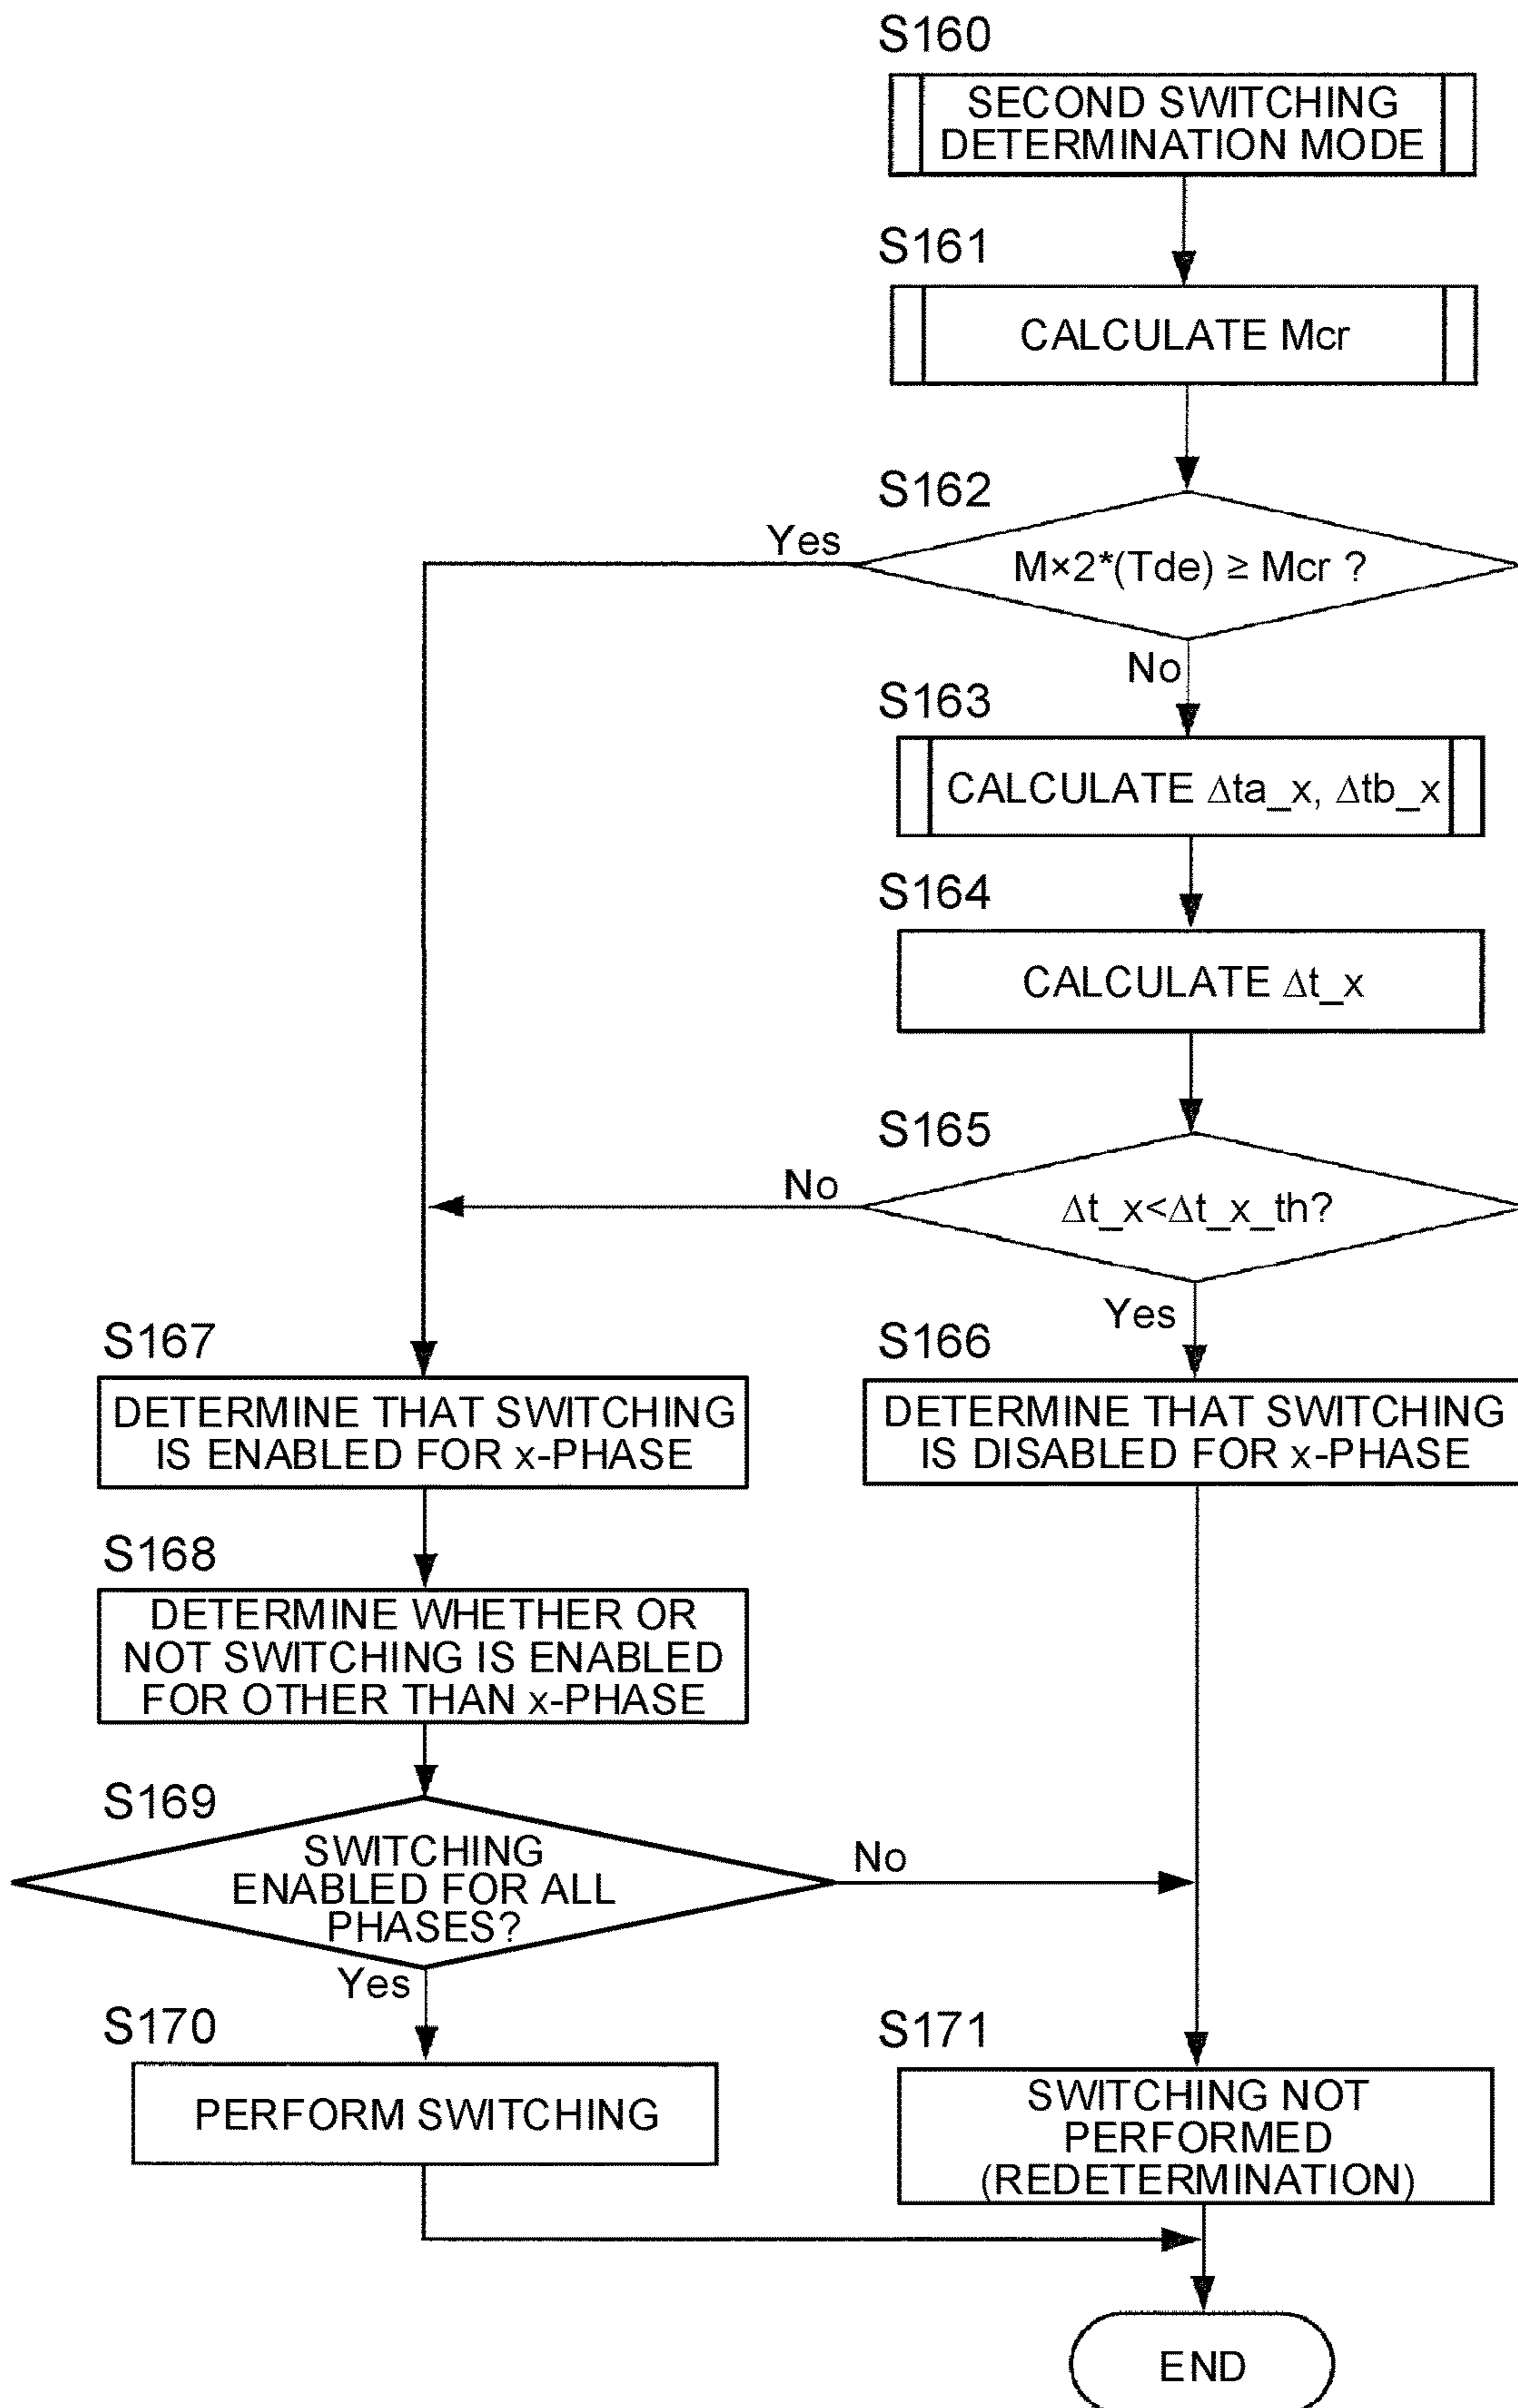 S160
SECOND SWITCHING
DETERMINATION MODE
S161
CALCULATE Mcr
S162
M×2*(Tde) ≥ Mcr ?
Yes
No
S163
CALCULATE Δta_x, Δtb_x
S164
CALCULATE Δt_x
S165
Δt_x<Δt_x_th?
No
Yes
S167
DETERMINE THAT SWITCHING
IS ENABLED FOR x-PHASE
S166
DETERMINE THAT SWITCHING
IS DISABLED FOR x-PHASE
S168
DETERMINE WHETHER OR
NOT SWITCHING IS ENABLED
FOR OTHER THAN x-PHASE
S169
SWITCHING
ENABLED FOR ALL
PHASES?
No
Yes
S170
PERFORM SWITCHING
S171
SWITCHING NOT
PERFORMED
(REDETERMINATION)
END